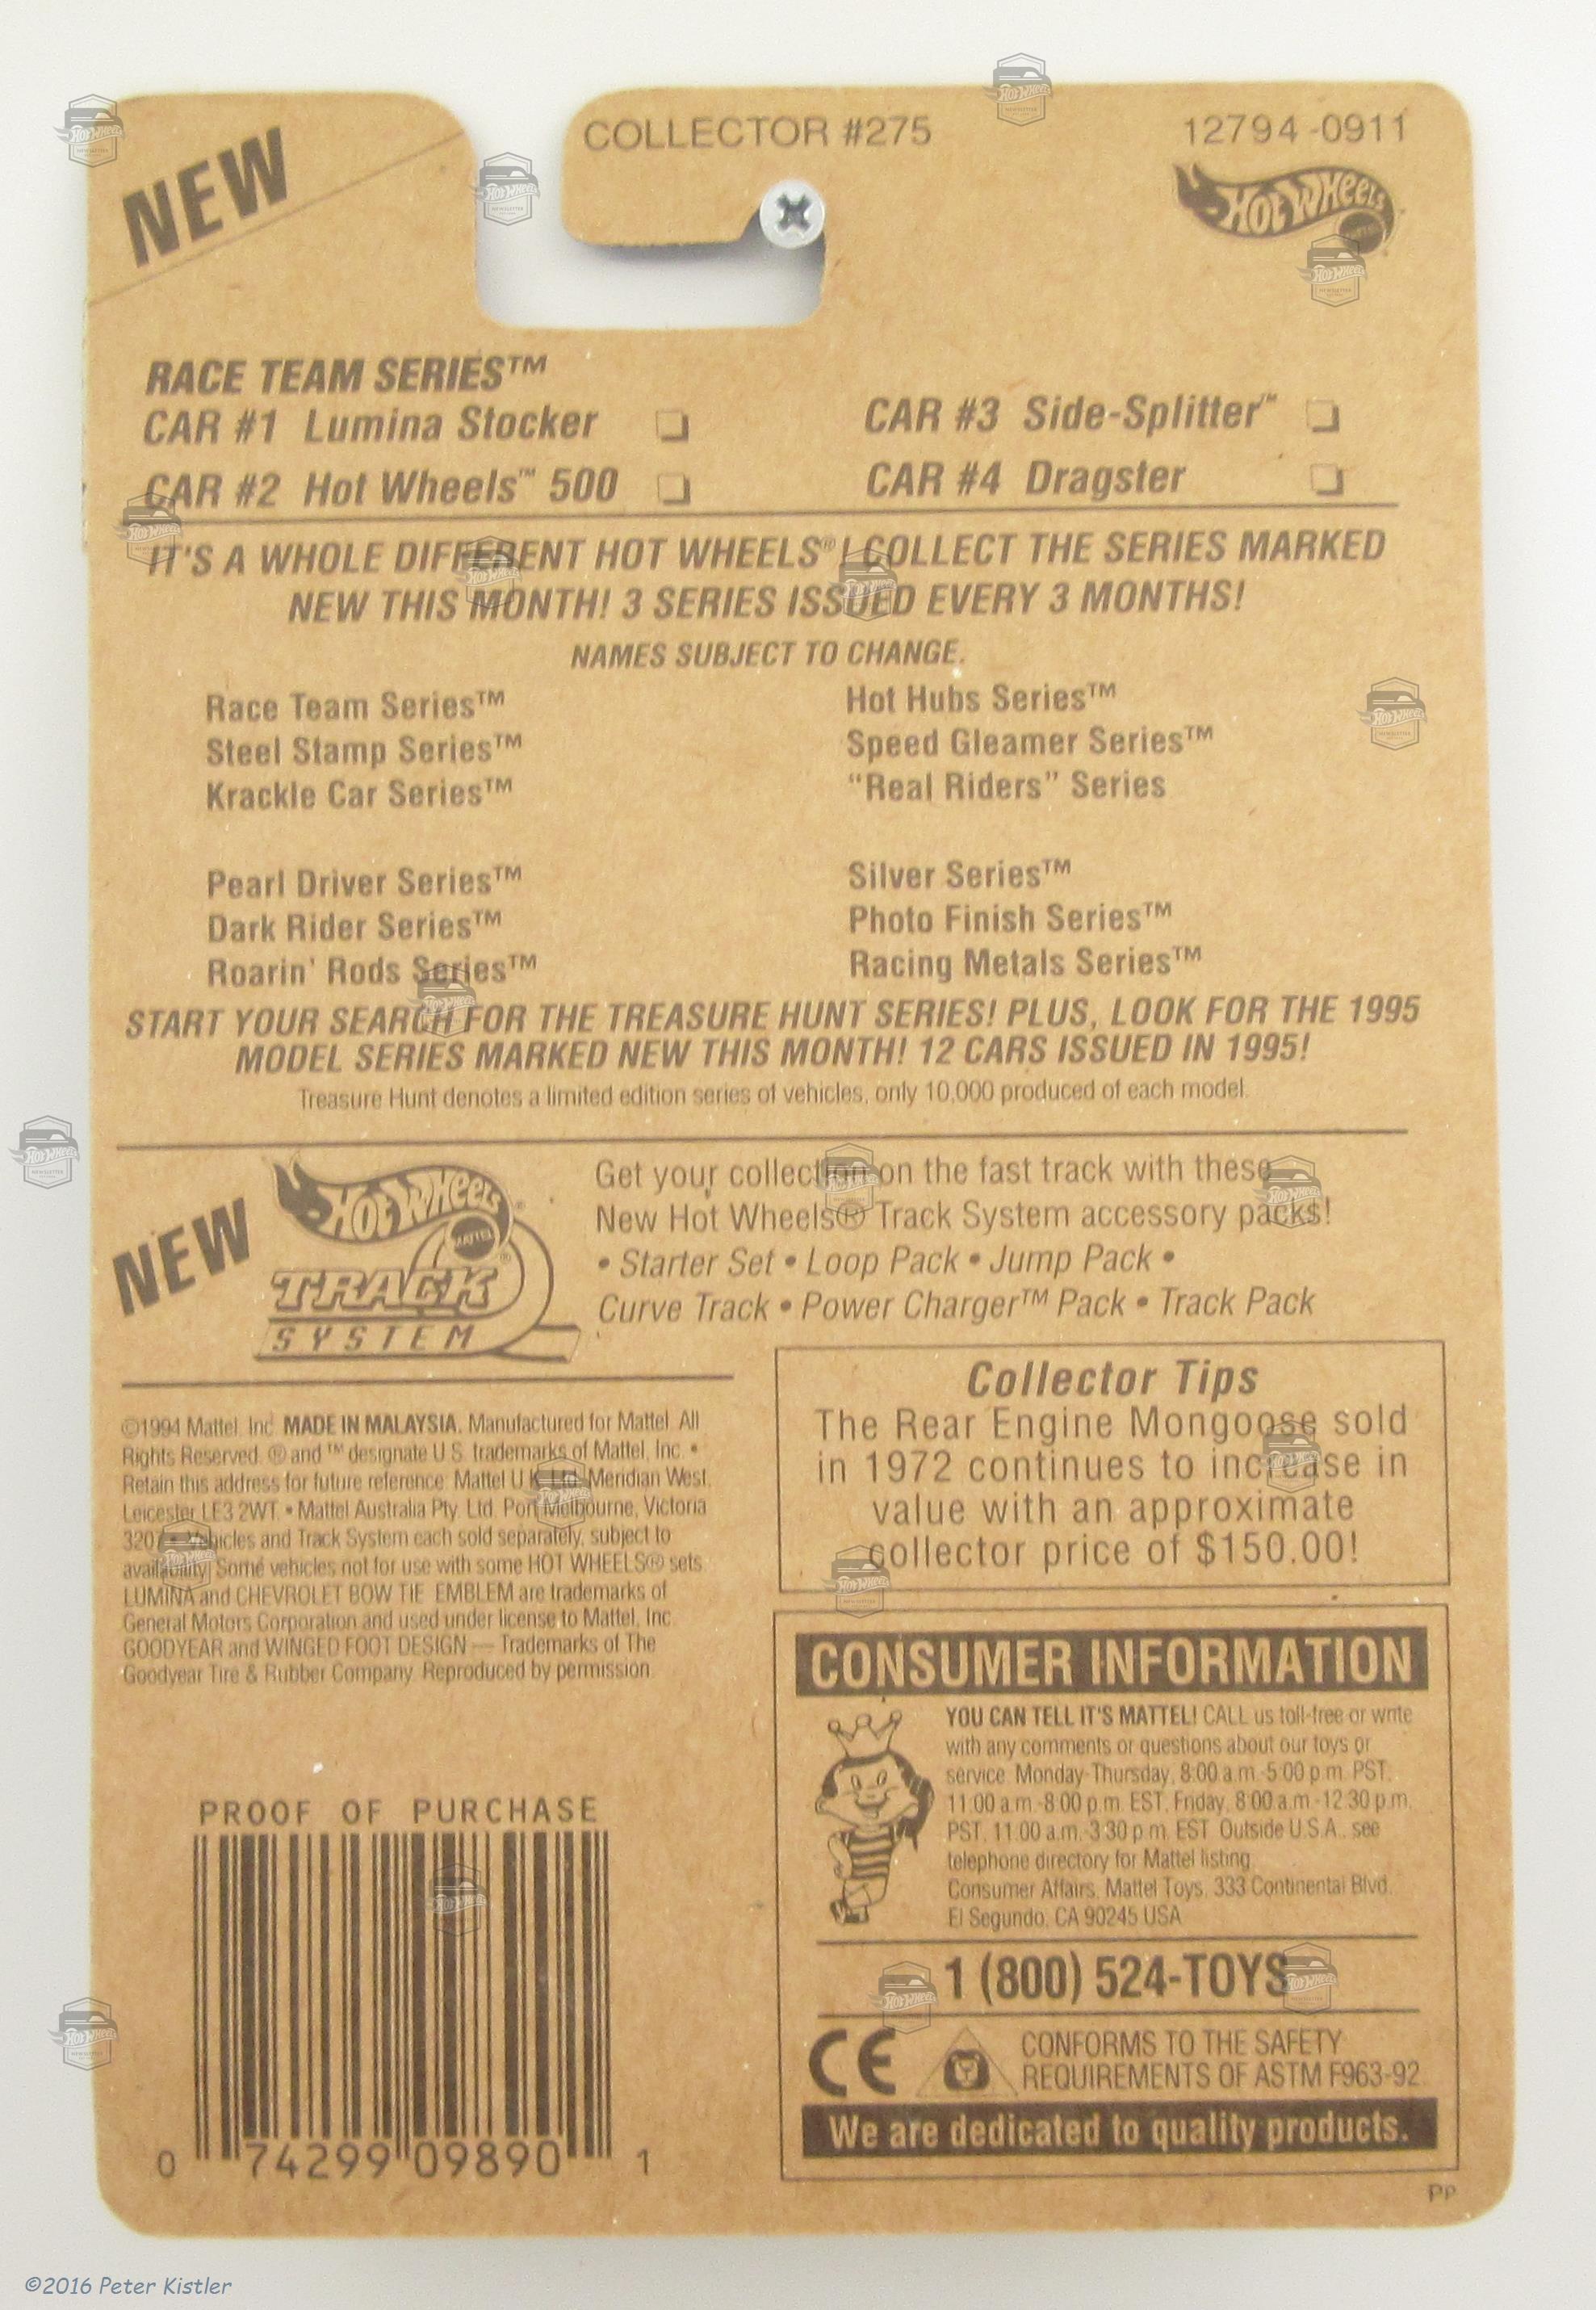 NEW
COLLECTOR #275
12794-0911
HOT WHEELS
RACE TEAM SERIES™
CAR #1 Lumina Stocker
CAR #2 Hot Wheels™ 500
CAR #3 Side-Splitter™
CAR #4 Dragster
IT'S A WHOLE DIFFERENT HOT WHEELS®! COLLECT THE SERIES MARKED
NEW THIS MONTH! 3 SERIES ISSUED EVERY 3 MONTHS!
NAMES SUBJECT TO CHANGE.
Race Team Series™
Steel Stamp Series™
Krackle Car Series™
Hot Hubs Series™
Speed Gleamer Series™
“Real Riders” Series
Pearl Driver Series™
Dark Rider Series™
Roarin' Rods Series™
Silver Series™
Photo Finish Series™
Racing Metals Series™
START YOUR SEARCH FOR THE TREASURE HUNT SERIES! PLUS, LOOK FOR THE 1995
MODEL SERIES MARKED NEW THIS MONTH! 12 CARS ISSUED IN 1995!
Treasure Hunt denotes a limited edition series of vehicles, only 10,000 produced of each model.
NEW
HOT WHEELS
MATTEL
TRACK
SYSTEM
Get your collection on the fast track with these
New Hot Wheels® Track System accessory packs!
• Starter Set • Loop Pack • Jump Pack •
Curve Track • Power Charger™ Pack • Track Pack
©1994 Mattel, Inc. MADE IN MALAYSIA. Manufactured for Mattel. All
Rights Reserved. ® and ™ designate U.S. trademarks of Mattel, Inc. •
Retain this address for future reference: Mattel U.K. Ltd. Meridian West,
Leicester LE3 2WT. • Mattel Australia Pty. Ltd. Port Melbourne, Victoria
3207 • Vehicles and Track System each sold separately, subject to
availability. Some vehicles not for use with some HOT WHEELS® sets.
LUMINA and CHEVROLET BOW TIE EMBLEM are trademarks of
General Motors Corporation and used under license to Mattel, Inc.
GOODYEAR and WINGED FOOT DESIGN — Trademarks of The
Goodyear Tire & Rubber Company. Reproduced by permission.
Collector Tips
The Rear Engine Mongoose sold
in 1972 continues to increase in
value with an approximate
collector price of $150.00!
CONSUMER INFORMATION
YOU CAN TELL IT'S MATTEL! CALL us toll-free or write
with any comments or questions about our toys or
service. Monday-Thursday, 8:00 a.m.-5:00 p.m. PST,
11:00 a.m.-8:00 p.m. EST, Friday, 8:00 a.m.-12:30 p.m.
PST, 11:00 a.m.-3:30 p.m. EST. Outside U.S.A., see
telephone directory for Mattel listing.
Consumer Affairs, Mattel Toys, 333 Continental Blvd.
El Segundo, CA 90245 USA
1 (800) 524-TOYS
CE
CONFORMS TO THE SAFETY
REQUIREMENTS OF ASTM F963-92.
We are dedicated to quality products.
PP
PROOF OF PURCHASE
0 74299 09890 1
©2016 Peter Kistler